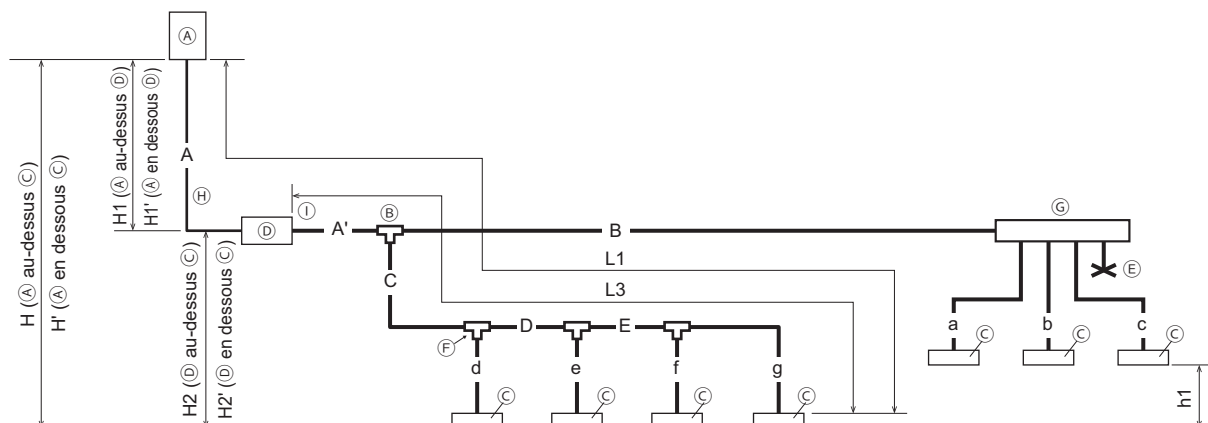 Ⓐ
H (Ⓐ au-dessus Ⓒ)
H' (Ⓐ en dessous Ⓒ)
H1 (Ⓐ au-dessus Ⓓ)
H1' (Ⓐ en dessous Ⓓ)
A
Ⓗ
Ⓓ
Ⓘ
A'
Ⓑ
B
Ⓖ
Ⓔ
L1
L3
C
H2 (Ⓓ au-dessus Ⓒ)
H2' (Ⓓ en dessous Ⓒ)
D
E
Ⓕ
a
b
c
Ⓒ
Ⓒ
Ⓒ
d
e
f
g
Ⓒ
Ⓒ
Ⓒ
Ⓒ
h1